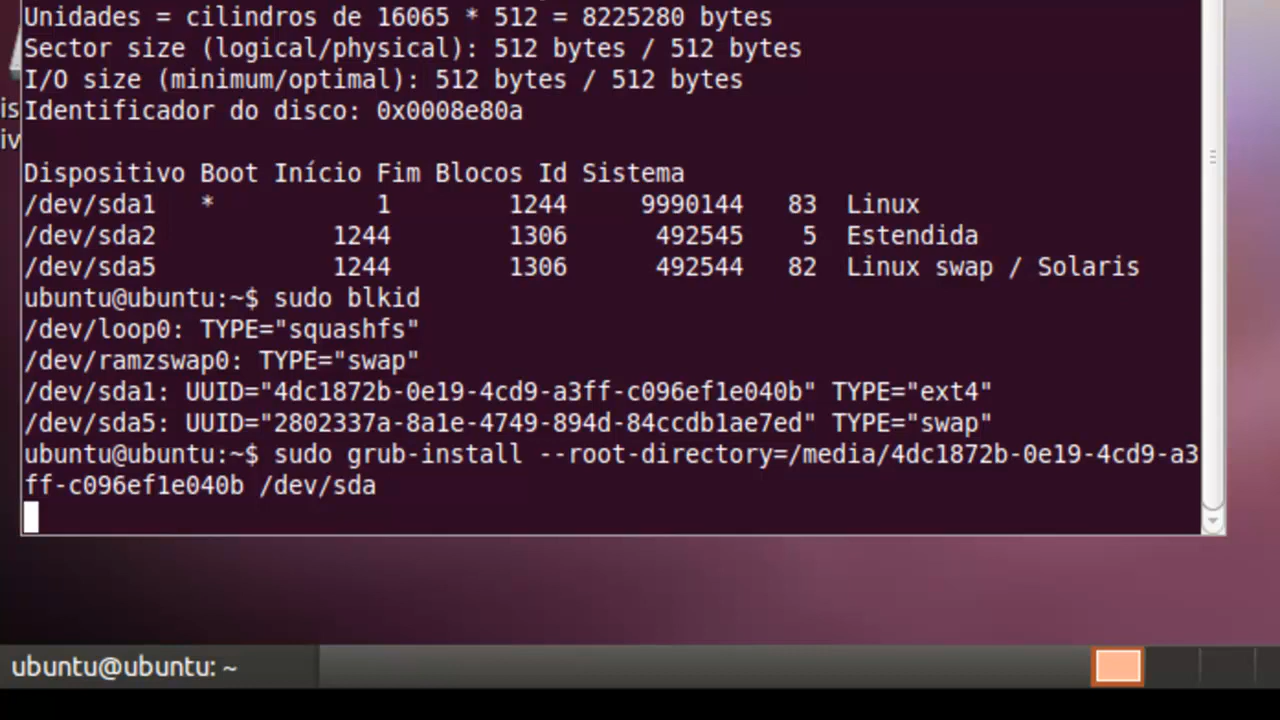 Unidades = cilindros de 16065 * 512 = 8225280 bytes
Sector size (logical/physical): 512 bytes / 512 bytes
I/O size (minimum/optimal): 512 bytes / 512 bytes
Identificador do disco: 0x0008e80a
is
iv
Dispositivo Boot Início Fim Blocos Id Sistema
/dev/sda1 * 1 1244 9990144 83 Linux
/dev/sda2 1244 1306 492545 5 Estendida
/dev/sda5 1244 1306 492544 82 Linux swap / Solaris
ubuntu@ubuntu:~$ sudo blkid
/dev/loop0: TYPE="squashfs"
/dev/ramzswap0: TYPE="swap"
/dev/sda1: UUID="4dc1872b-0e19-4cd9-a3ff-c096ef1e040b" TYPE="ext4"
/dev/sda5: UUID="2802337a-8a1e-4749-894d-84ccdb1ae7ed" TYPE="swap"
ubuntu@ubuntu:~$ sudo grub-install --root-directory=/media/4dc1872b-0e19-4cd9-a3
ff-c096ef1e040b /dev/sda
ubuntu@ubuntu: ~